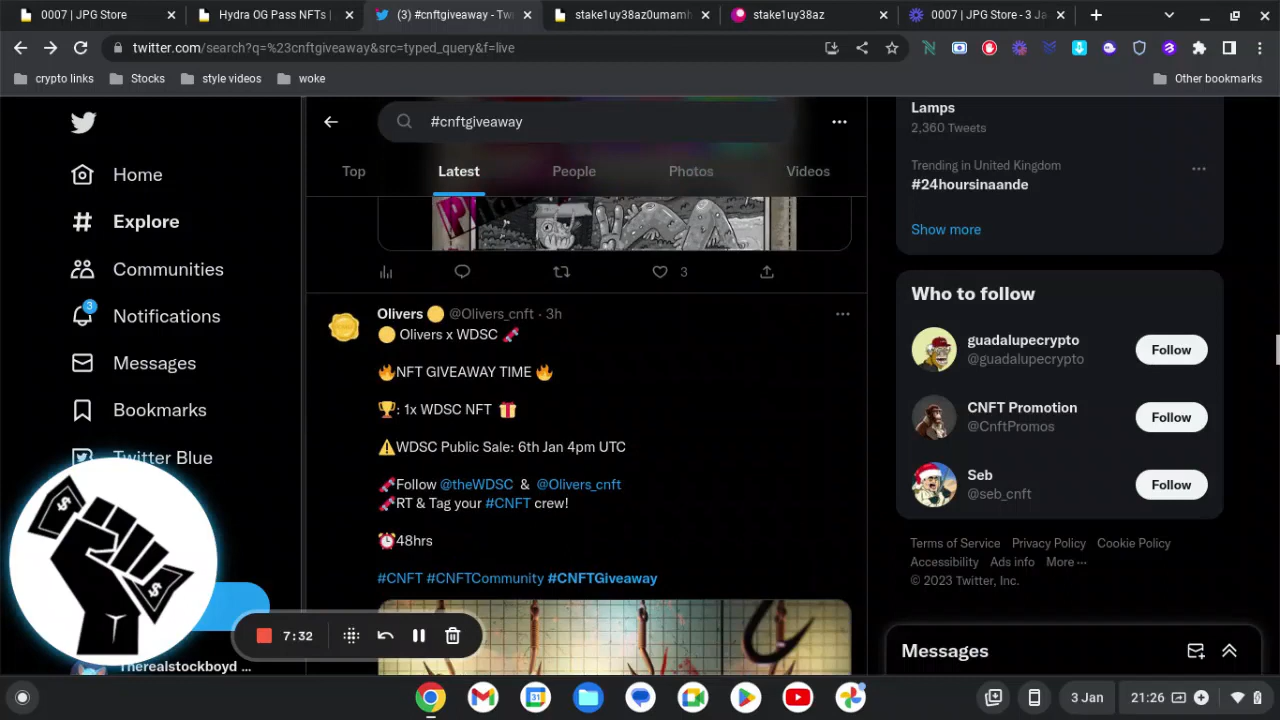 0007 | JPG Store
Hydra OG Pass NFTs |
(3) #cnftgiveaway - Tw
stake1uy38az0umamh
stake1uy38az
0007 | JPG Store - 3 Ja
twitter.com/search?q=%23cnftgiveaway&src=typed_query&f=live
crypto links
Stocks
style videos
woke
Other bookmarks
Home
Explore
Communities
3
Notifications
Messages
Bookmarks
Twitter Blue
$
$
Therealstockboyd ...
#cnftgiveaway
Top
Latest
People
Photos
Videos
3
Olivers @Olivers_cnft · 3h
Olivers x WDSC
🔥NFT GIVEAWAY TIME 🔥
🏆: 1x WDSC NFT 🎁
⚠️WDSC Public Sale: 6th Jan 4pm UTC
Follow @theWDSC & @Olivers_cnft
RT & Tag your #CNFT crew!
⏰48hrs
#CNFT #CNFTCommunity #CNFTGiveaway
7:32
Lamps
2,360 Tweets
Trending in United Kingdom
#24hoursinaande
Show more
Who to follow
guadalupecrypto
@guadalupecrypto
Follow
CNFT Promotion
@CnftPromos
Follow
Seb
@seb_cnft
Follow
Terms of Service Privacy Policy Cookie Policy
Accessibility Ads info More ···
© 2023 Twitter, Inc.
Messages
31
3 Jan
21:26